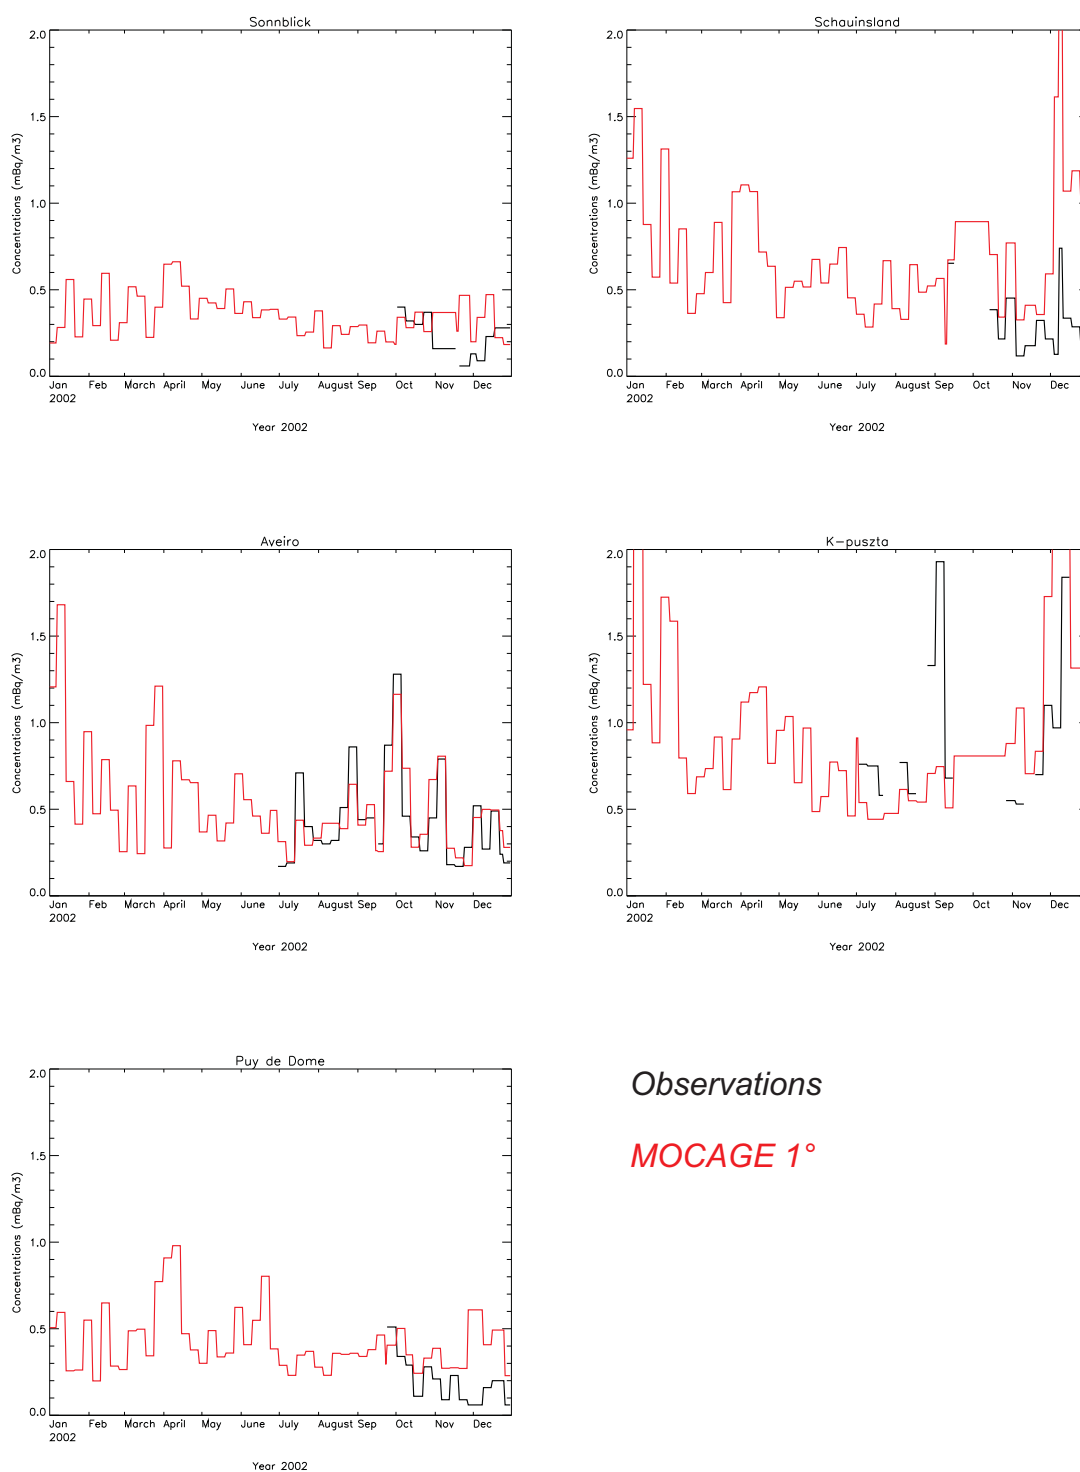 Sonnblick
2.0
1.5
1.0
0.5
0.0
Concentrations (mBq/m3)
Jan Feb March April May June July August Sep Oct Nov Dec
2002
Year 2002
Schauinsland
2.0
1.5
1.0
0.5
0.0
Concentrations (mBq/m3)
Jan Feb March April May June July August Sep Oct Nov Dec
2002
Year 2002
Aveiro
2.0
1.5
1.0
0.5
0.0
Concentrations (mBq/m3)
Jan Feb March April May June July August Sep Oct Nov Dec
2002
Year 2002
K-puszta
2.0
1.5
1.0
0.5
0.0
Concentrations (mBq/m3)
Jan Feb March April May June July August Sep Oct Nov Dec
2002
Year 2002
Puy de Dome
2.0
1.5
1.0
0.5
0.0
Concentrations (mBq/m3)
Jan Feb March April May June July August Sep Oct Nov Dec
2002
Year 2002
Observations
MOCAGE 1°